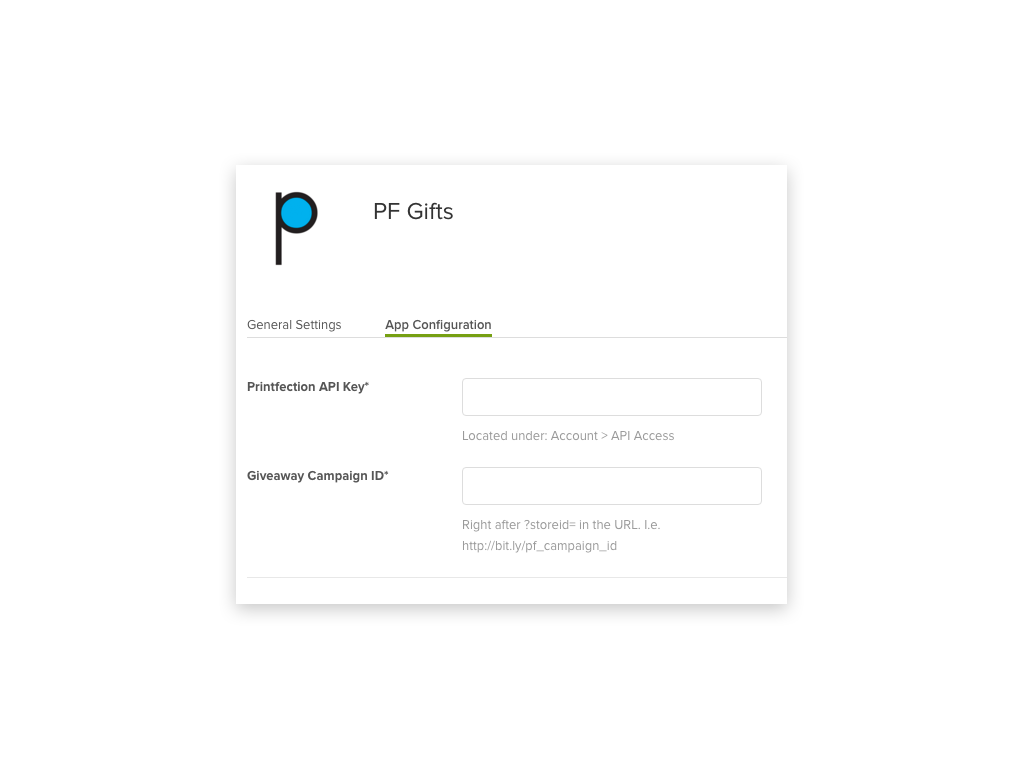 PF Gifts
General Settings
App Configuration
Printfection API Key*
Located under: Account > API Access
Giveaway Campaign ID*
Right after ?storeid= in the URL. I.e.
http://bit.ly/pf_campaign_id